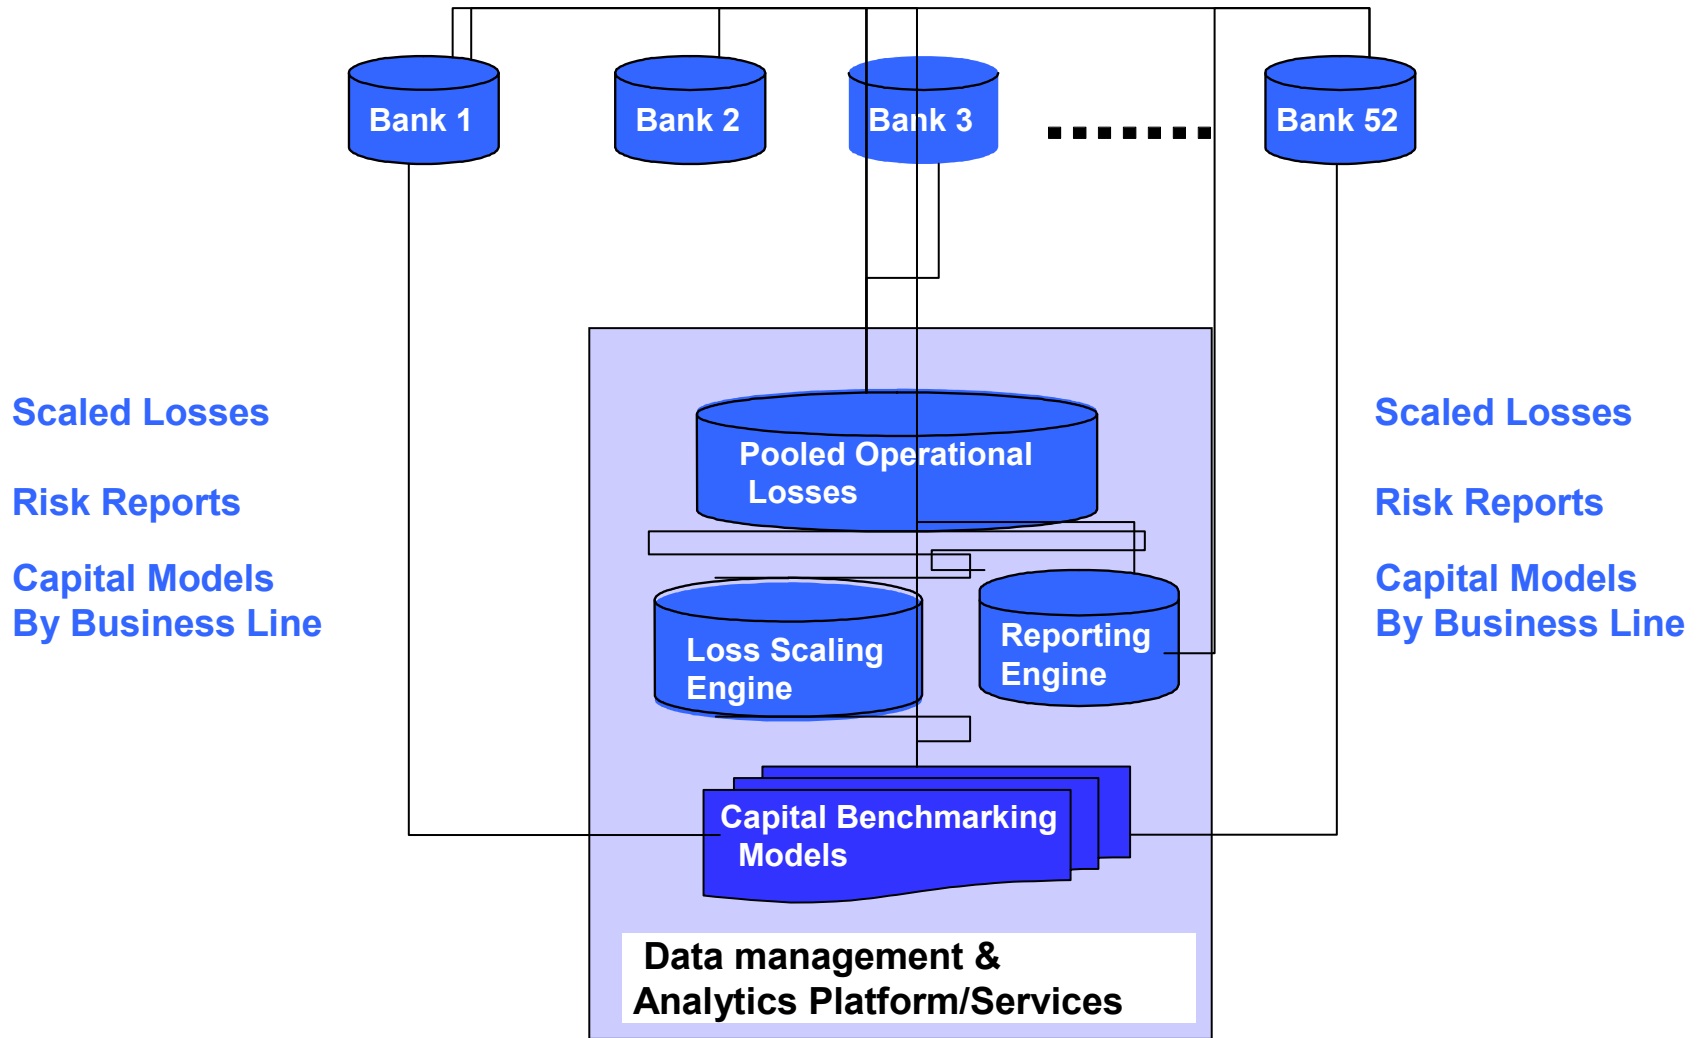 Bank 1
Bank 2
Bank 3
Bank 52
Scaled Losses
Risk Reports
Capital Models
By Business Line
Pooled Operational
Losses
Loss Scaling
Engine
Reporting
Engine
Capital Benchmarking
Models
Data management &
Analytics Platform/Services
Scaled Losses
Risk Reports
Capital Models
By Business Line